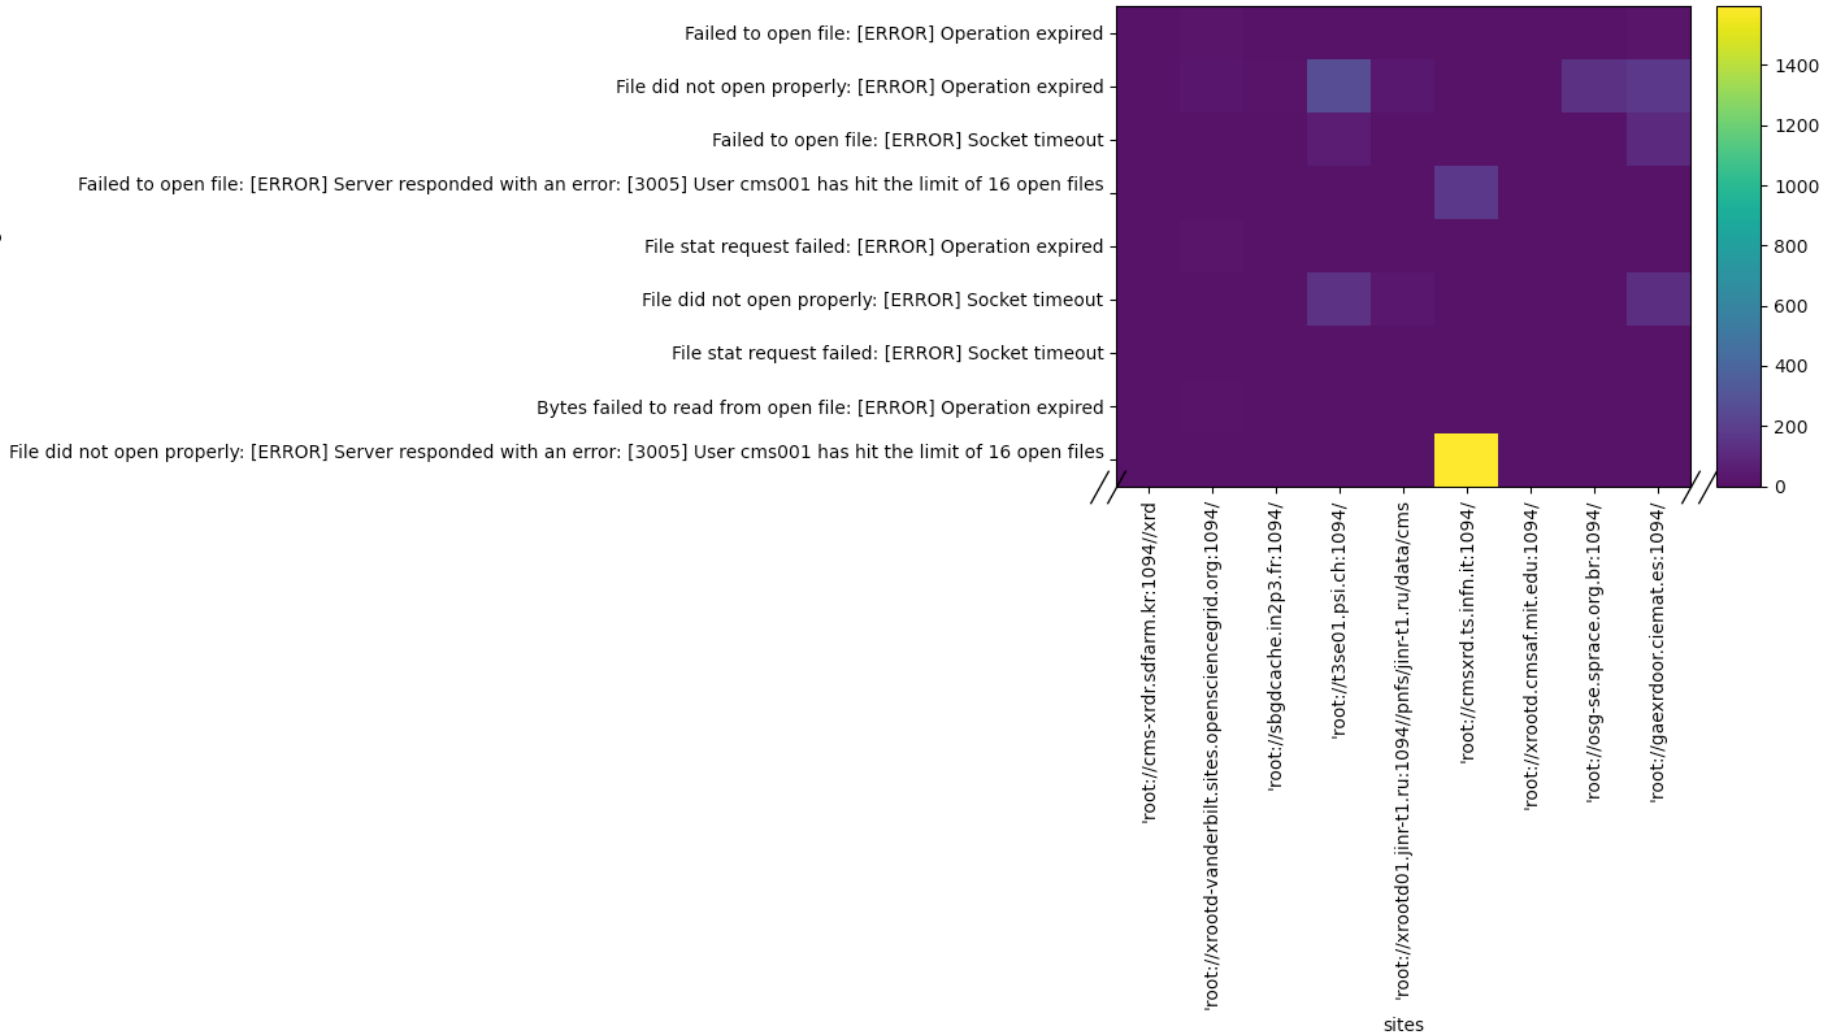 Failed to open file: [ERROR] Operation expired
File did not open properly: [ERROR] Operation expired
Failed to open file: [ERROR] Socket timeout
Failed to open file: [ERROR] Server responded with an error: [3005] User cms001 has hit the limit of 16 open files
File stat request failed: [ERROR] Operation expired
File did not open properly: [ERROR] Socket timeout
File stat request failed: [ERROR] Socket timeout
Bytes failed to read from open file: [ERROR] Operation expired
File did not open properly: [ERROR] Server responded with an error: [3005] User cms001 has hit the limit of 16 open files
1400
1200
1000
800
600
400
200
0
'root://cms-xrdr.sdfarm.kr:1094//xrd
'root://xrootd-vanderbilt.sites.opensciencegrid.org:1094/
'root://sbgdcache.in2p3.fr:1094/
'root://t3se01.psi.ch:1094/
'root://xrootd01.jinr-t1.ru:1094//pnfs/jinr-t1.ru/data/cms
'root://cmsxrd.ts.infn.it:1094/
'root://xrootd.cmsaf.mit.edu:1094/
'root://osg-se.sprace.org.br:1094/
'root://gaexrdoor.ciemat.es:1094/
sites